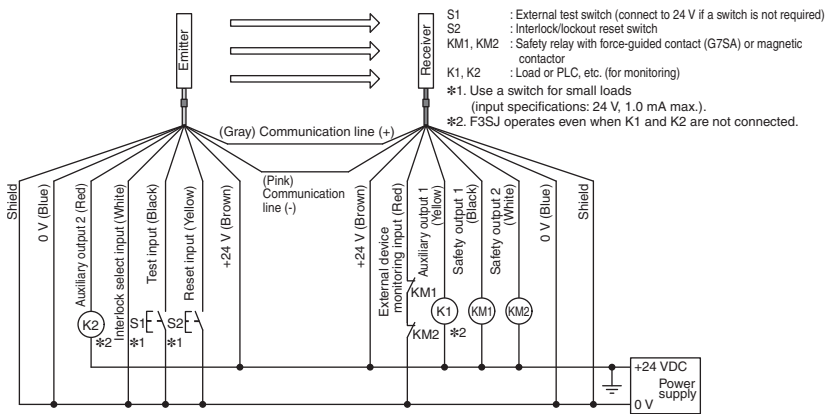 Emitter
Receiver
S1 : External test switch (connect to 24 V if a switch is not required)
S2 : Interlock/lockout reset switch
KM1, KM2 : Safety relay with force-guided contact (G7SA) or magnetic
contactor
K1, K2 : Load or PLC, etc. (for monitoring)
*1. Use a switch for small loads
(input specifications: 24 V, 1.0 mA max.).
*2. F3SJ operates even when K1 and K2 are not connected.
(Gray) Communication line (+)
(Pink)
Communication
line (-)
Shield
0 V (Blue)
Auxiliary output 2 (Red)
Interlock select input (White)
Test input (Black)
Reset input (Yellow)
+24 V (Brown)
+24 V (Brown)
External device
monitoring input (Red)
Auxiliary output 1
(Yellow)
Safety output 1
(Black)
Safety output 2
(White)
0 V (Blue)
Shield
K2
*2
S1
*1
S2
*1
KM1
KM2
K1
*2
KM1
KM2
+24 VDC
Power
supply
0 V